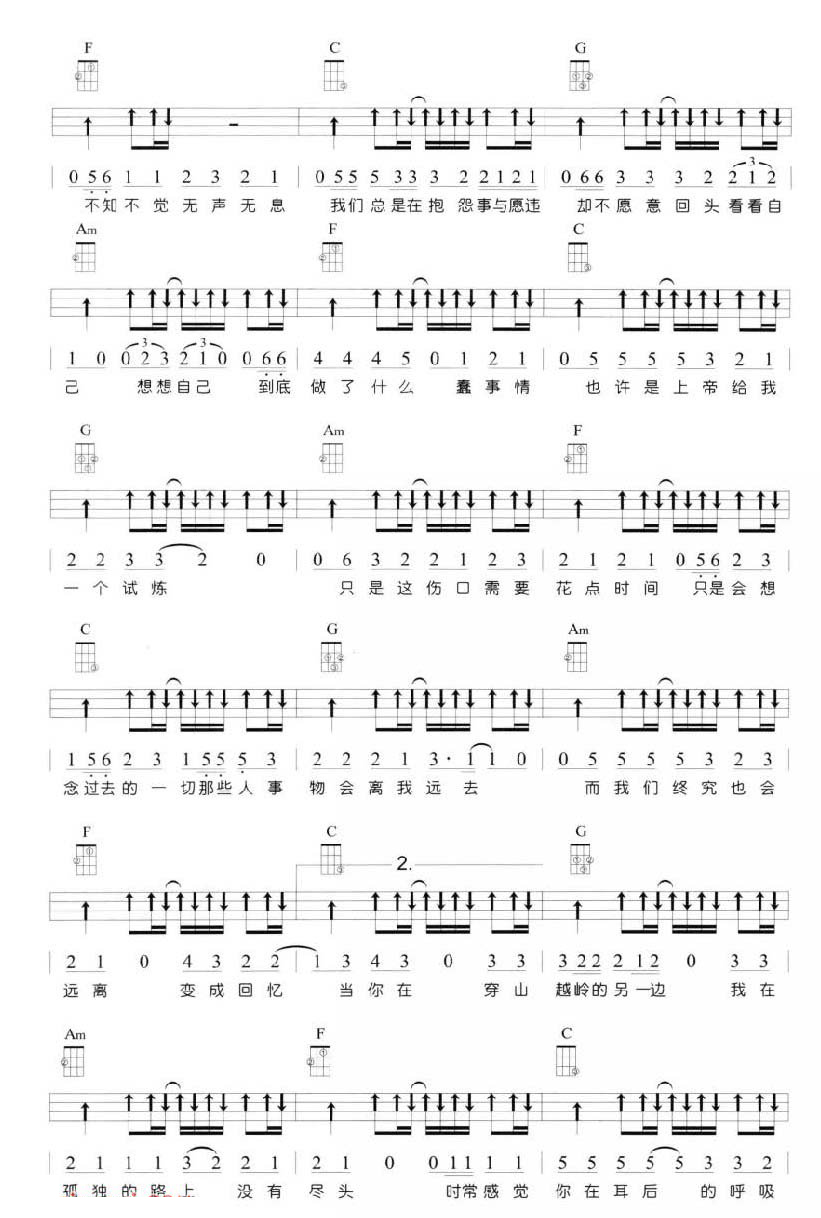 F C G
0 5 6 1 1 2 3 2 1 | 0 5 5 5 3 3 3 2 2 1 2 1 | 0 6 6 3 3 3 2 2 1 2
不知不觉无声无息 我们总是在抱怨事与愿违 却不愿意回头看看自
Am F C
1 0 0 2 3 2 1 0 0 6 6 | 4 4 4 5 0 1 2 1 | 0 5 5 5 5 3 2 1
己 想想自己 到底 做了什么 蠢事情 也许是上帝给我
G Am F
2 2 3 3 2 0 | 0 6 3 2 2 1 2 3 | 2 1 2 1 0 5 6 2 3
一个试炼 只是这伤口需要 花点时间 只是会想
C G Am
1 5 6 2 3 1 5 5 5 3 | 2 2 2 1 3· 1 1 0 | 0 5 5 5 5 3 2 3
念过去的一切那些人事 物会离我远去 而我们终究也会
F C G
2.
2 1 0 4 3 2 2 | 1 3 4 3 0 3 3 | 3 2 2 2 1 2 0 3 3
远离 变成回忆 当你在 穿山 越岭的另一边 我在
Am F C
2 1 1 1 3 2 2 1 | 2 1 0 0 1 1 1 1 | 5 5 5 5 5 3 3 2
孤独的路上 没有 尽头 时常感觉 你在耳后 的呼吸